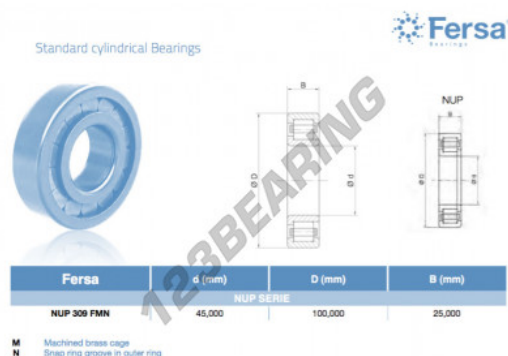 Fersa
Bearings
Standard cylindrical Bearings
B
NUP
B
Ø D
Ø d
123BEARING
Fersa d (mm) D (mm) B (mm)
NUP SERIE
NUP 309 FMN 45,000 100,000 25,000
M Machined brass cage
N Snap ring groove in outer ring